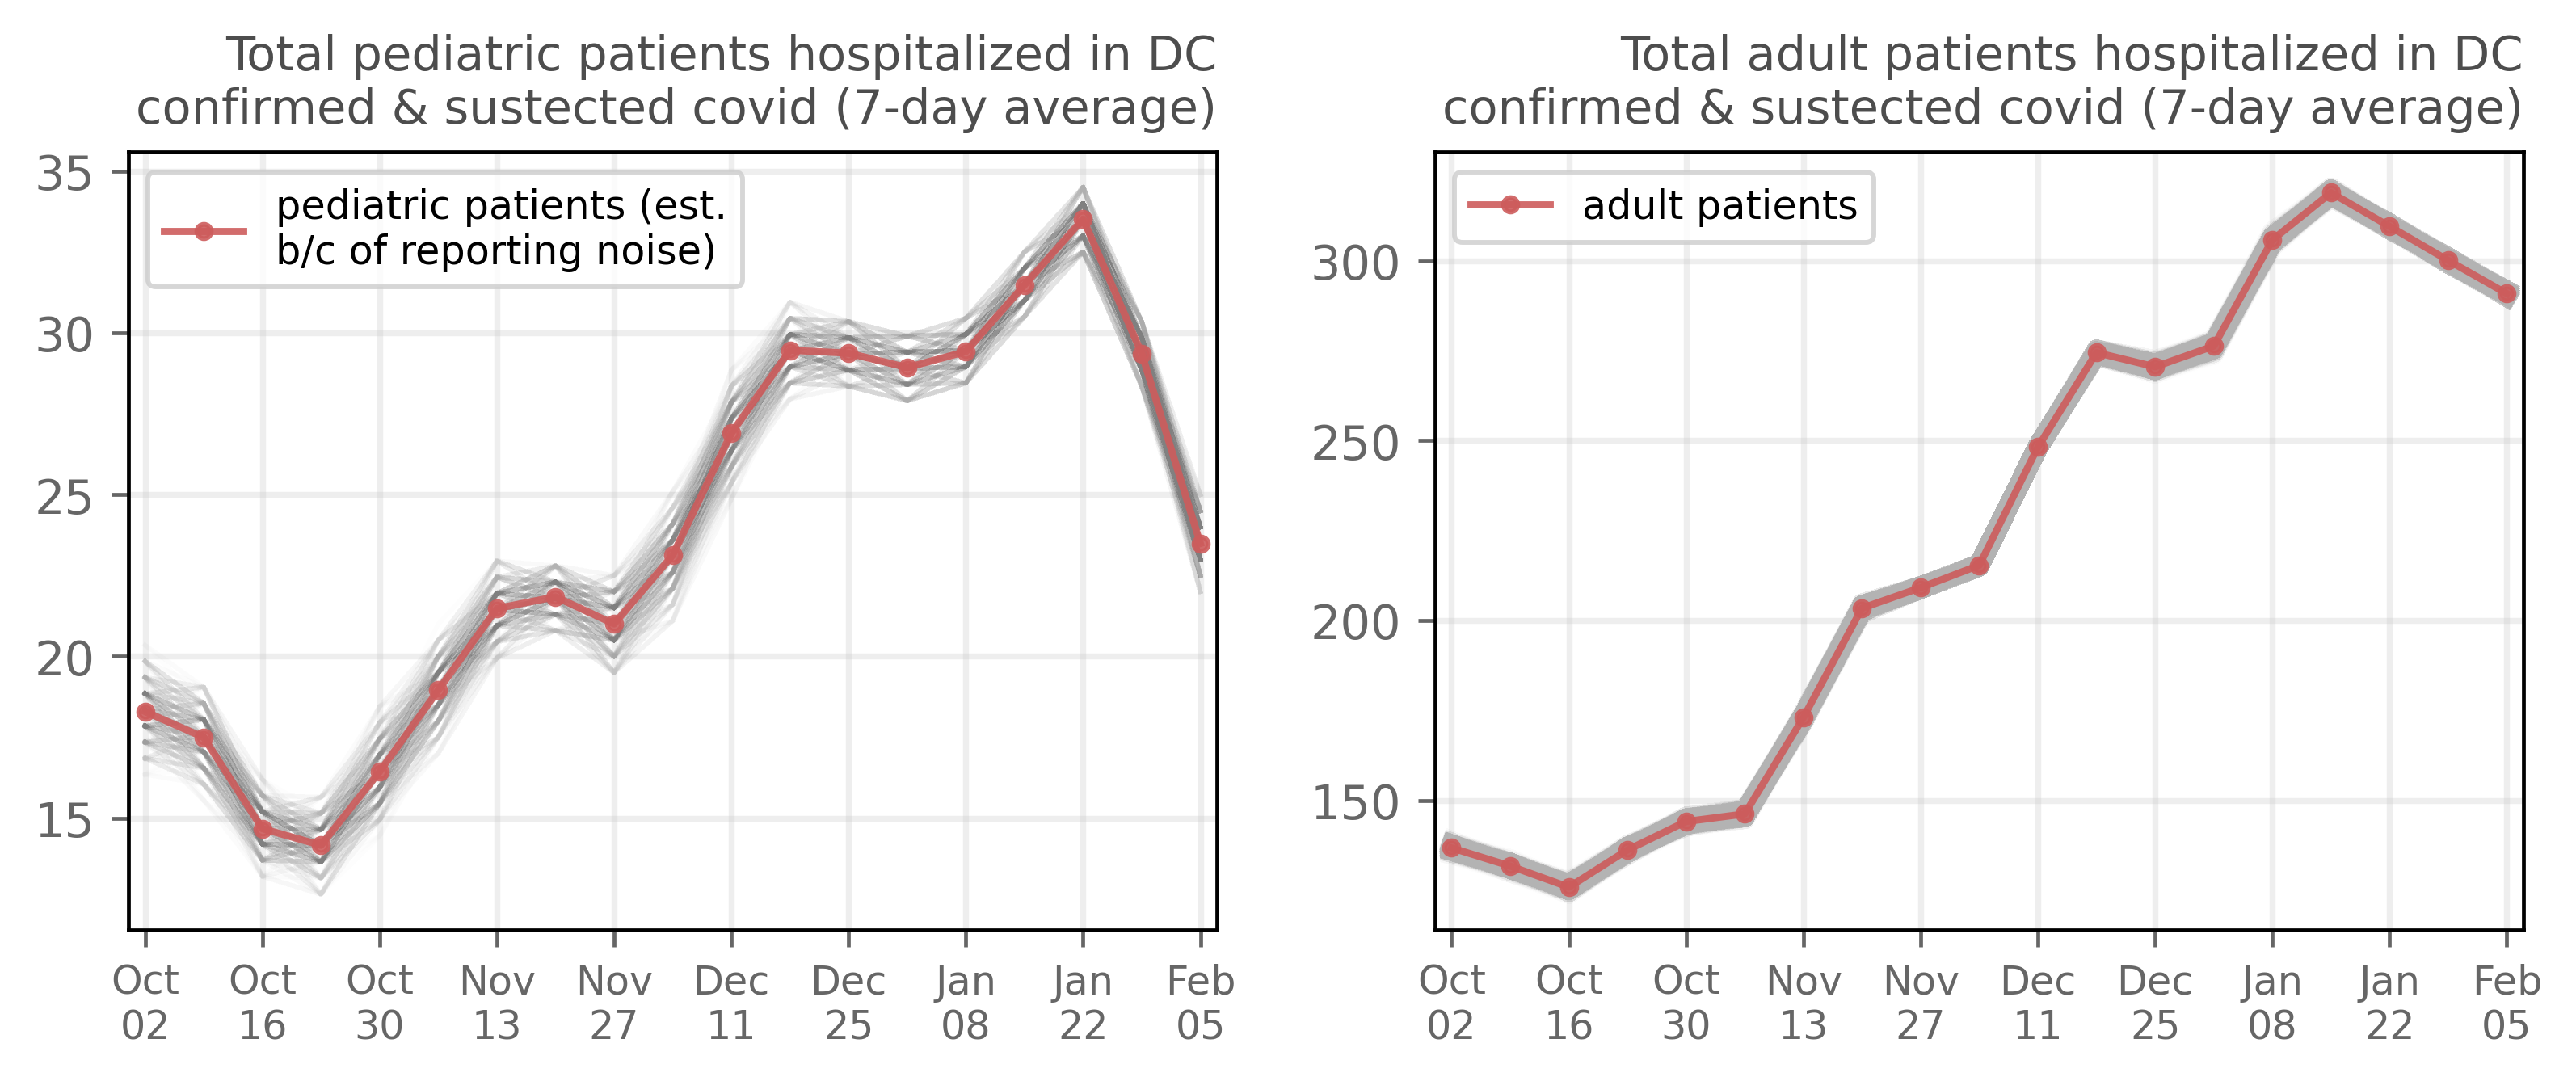 Total pediatric patients hospitalized in DC
confirmed & sustected covid (7-day average)
35
30
25
20
15
pediatric patients (est.
b/c of reporting noise)
Oct Oct Oct Nov Nov Dec Dec Jan Jan Feb
02 16 30 13 27 11 25 08 22 05
Total adult patients hospitalized in DC
confirmed & sustected covid (7-day average)
300
250
200
150
adult patients
Oct Oct Oct Nov Nov Dec Dec Jan Jan Feb
02 16 30 13 27 11 25 08 22 05